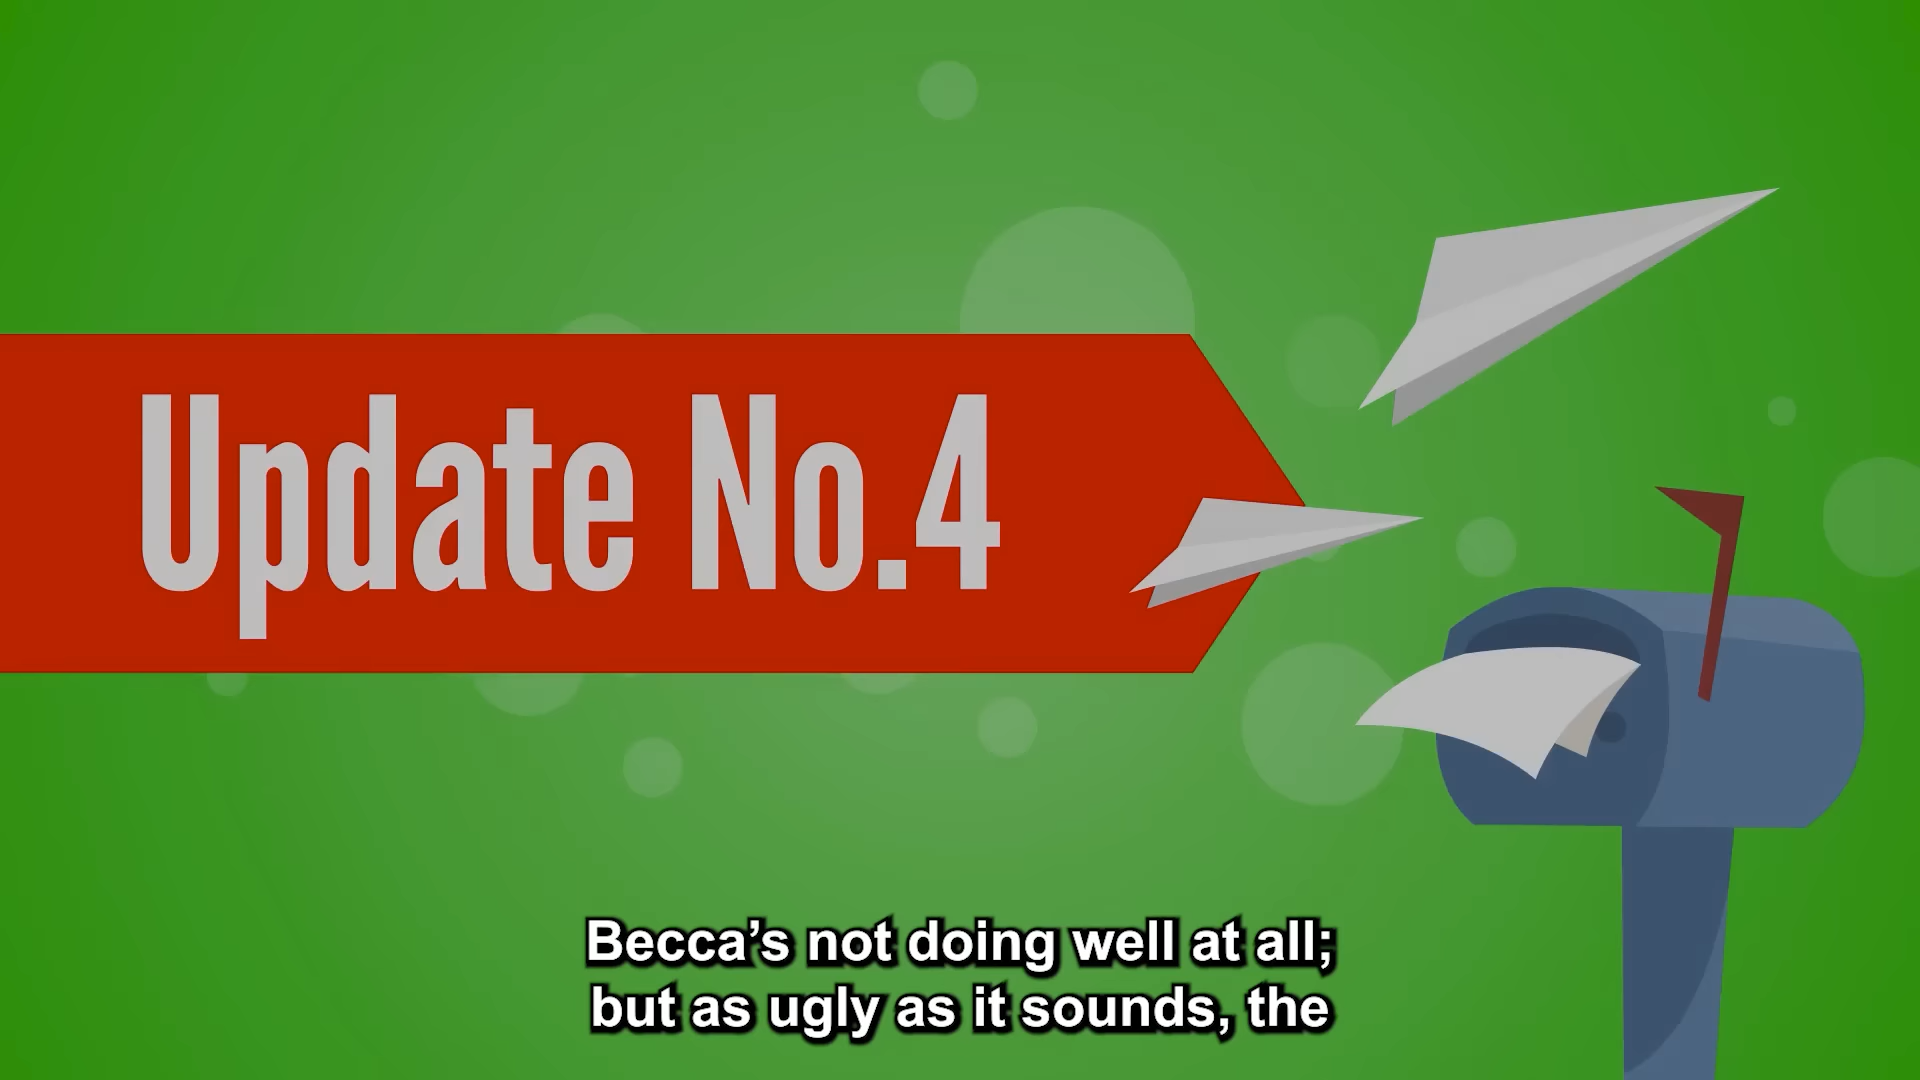 Update No.4
Becca’s not doing well at all;
but as ugly as it sounds, the